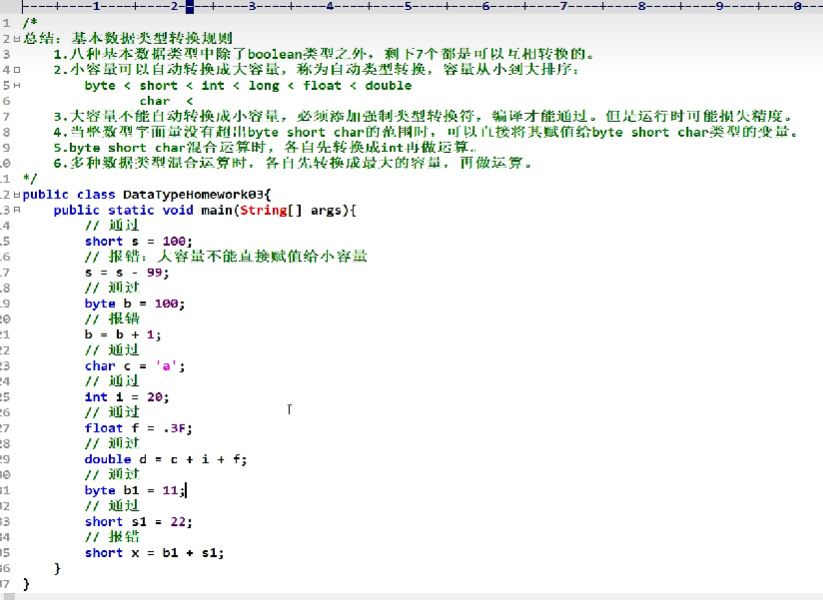 -----+----1----+----2----+----3----+----4----+----5----+----6----+----7----+----8----+----9----+----0----
1 /*
2 总结：基本数据类型转换规则
3 1.八种基本数据类型中除了boolean类型之外，剩下7个都是可以互相转换的。
4 2.小容量可以自动转换成大容量，称为自动类型转换，容量从小到大排序：
5 byte < short < int < long < float < double
6 char <
7 3.大容量不能自动转换成小容量，必须添加强制类型转换符，编译才能通过。但是运行时可能损失精度。
8 4.当整数型字面量没有超出byte short char的范围时，可以直接将其赋值给byte short char类型的变量。
9 5.byte short char混合运算时，各自先转换成int再做运算。
0 6.多种数据类型混合运算时，各自先转换成最大的容量，再做运算。
1 */
2 public class DataTypeHomework03{
3 public static void main(String[] args){
4 // 通过
5 short s = 100;
6 // 报错：大容量不能直接赋值给小容量
7 s = s - 99;
8 // 通过
9 byte b = 100;
20 // 报错
21 b = b + 1;
22 // 通过
23 char c = 'a';
24 // 通过
25 int i = 20;
26 // 通过
27 float f = .3F;
28 // 通过
29 double d = c + i + f;
30 // 通过
31 byte b1 = 11;
32 // 通过
33 short s1 = 22;
34 // 报错
35 short x = b1 + s1;
36 }
37 }